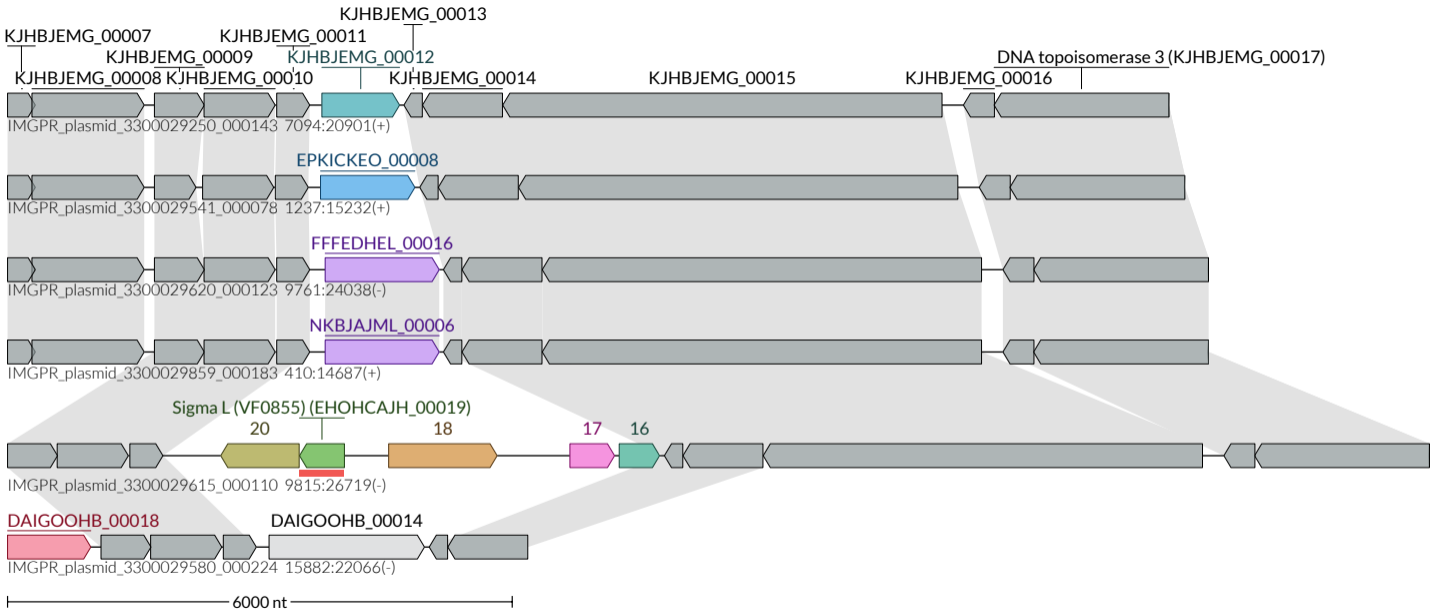 KJHBJEMG_00013
KJHBJEMG_00007 KJHBJEMG_00011
KJHBJEMG_00009 KJHBJEMG_00012 DNA topoisomerase 3 (KJHBJEMG_00017)
KJHBJEMG_00008 KJHBJEMG_00010 KJHBJEMG_00014 KJHBJEMG_00015 KJHBJEMG_00016
IMGPR_plasmid_3300029250_000143 7094:20901(+)
EPKICKEO_00008
IMGPR_plasmid_3300029541_000078 1237:15232(+)
FFFEDHEL_00016
IMGPR_plasmid_3300029620_000123 9761:24038(-)
NKBJAJML_00006
IMGPR_plasmid_3300029859_000183 410:14687(+)
Sigma L (VF0855) (EHOHCAJH_00019)
20 18 17 16
IMGPR_plasmid_3300029615_000110 9815:26719(-)
DAIGOOHB_00018 DAIGOOHB_00014
IMGPR_plasmid_3300029580_000224 15882:22066(-)
6000 nt